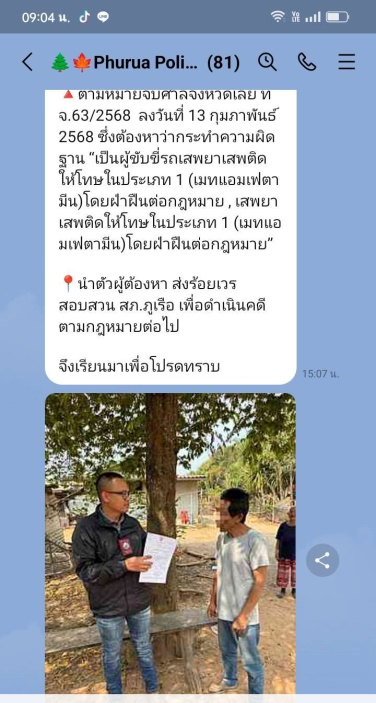 09:04 น.
🌲🍁Phurua Poli... (81)
🔺ตามหมายจับศาลจังหวัดเลย ที่
จ.63/2568 ลงวันที่ 13 กุมภาพันธ์
2568 ซึ่งต้องหาว่ากระทำความผิด
ฐาน “เป็นผู้ขับขี่รถเสพยาเสพติด
ให้โทษในประเภท 1 (เมทแอมเฟตา
มีน)โดยฝ่าฝืนต่อกฎหมาย , เสพยา
เสพติดให้โทษในประเภท 1 (เมทแอ
มเฟตามีน)โดยฝ่าฝืนต่อกฎหมาย”
📍นำตัวผู้ต้องหา ส่งร้อยเวร
สอบสวน สภ.ภูเรือ เพื่อดำเนินคดี
ตามกฎหมายต่อไป
จึงเรียนมาเพื่อโปรดทราบ
15:07 น.